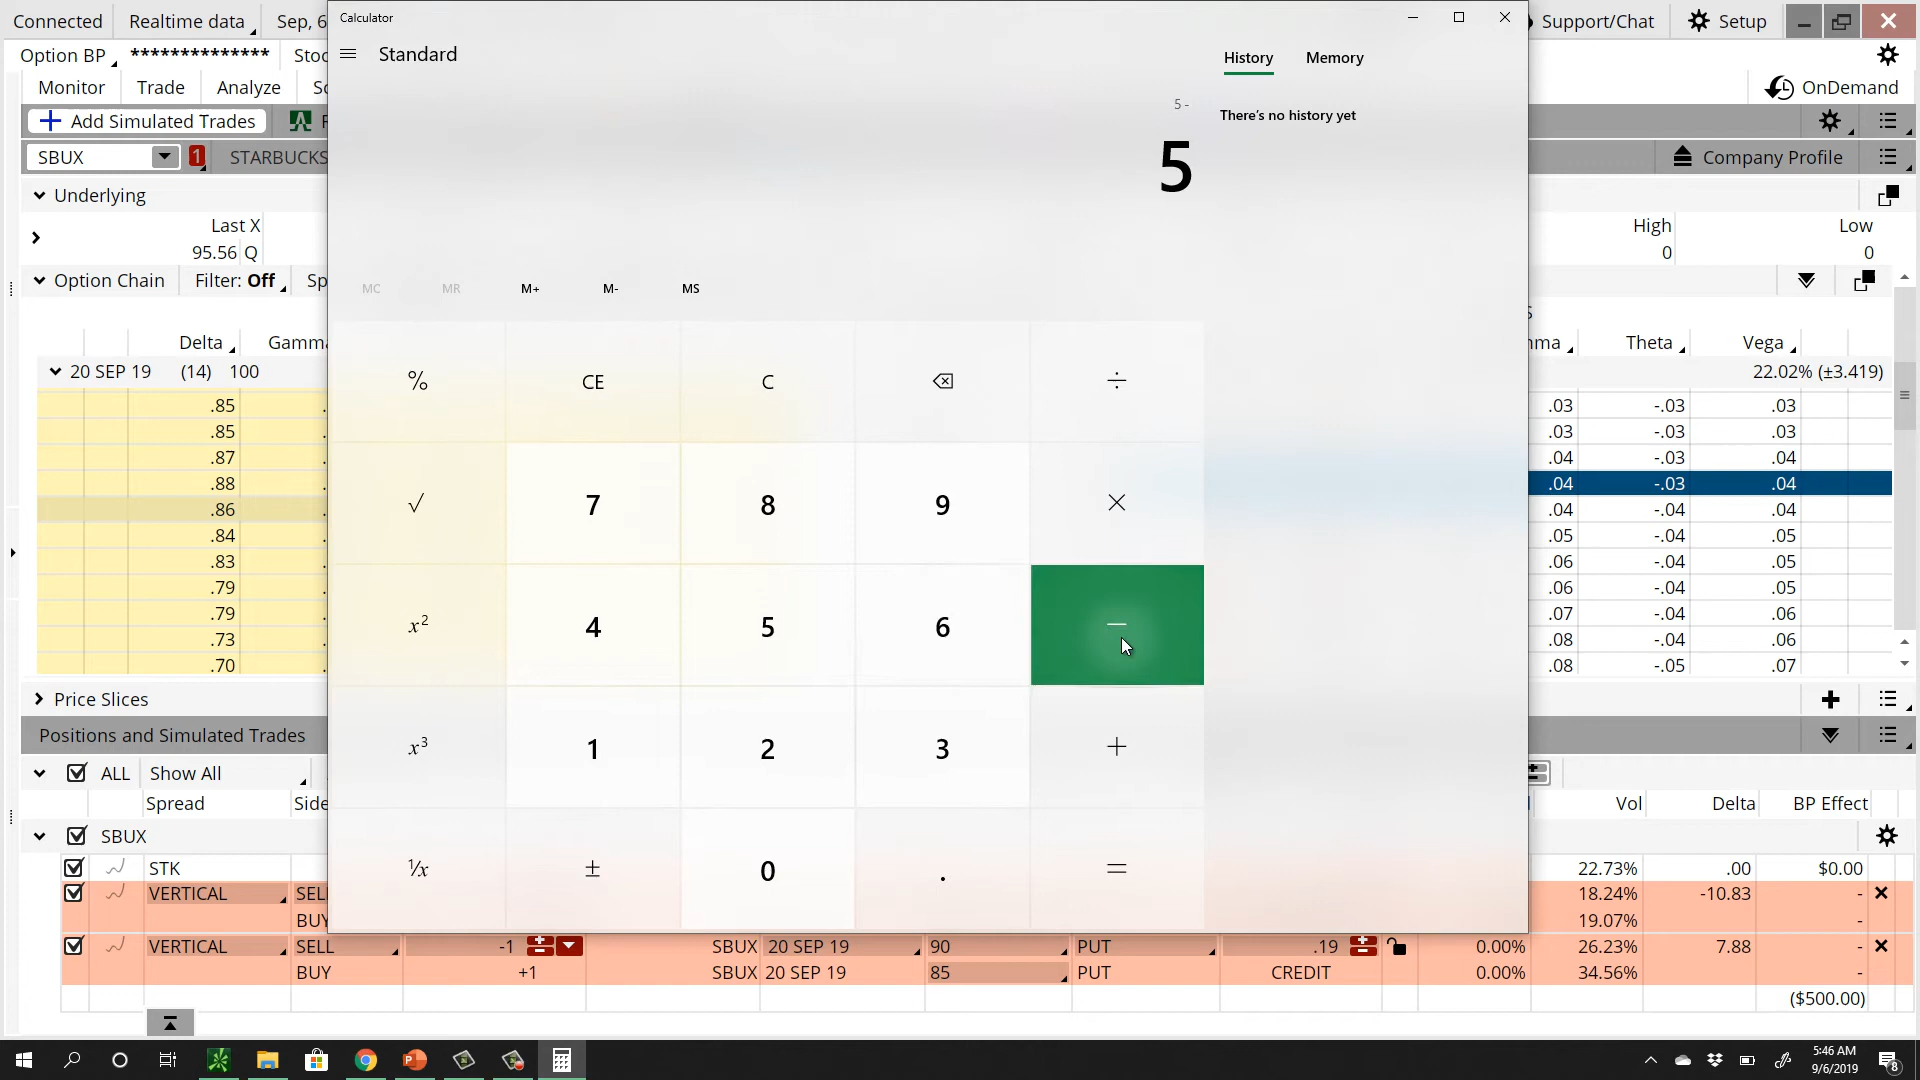 Connected Realtime data Sep, 6 Calculator Support/Chat Setup
Option BP ************** Stoc Standard History Memory
Monitor Trade Analyze OnDemand
5 -
Add Simulated Trades There's no history yet
SBUX 1 STARBUCKS 5 Company Profile
Underlying
Last X High Low
95.56 Q 0 0
Option Chain Filter: Off MC MR M+ M- MS
Delta Gamma Theta Vega
20 SEP 19 (14) 100 % CE C ÷ 22.02% (±3.419)
.85 .03 -.03 .03
.85 .03 -.03 .03
.87 .04 -.03 .04
.88 √ 7 8 9 × .04 -.03 .04
.86 .04 -.04 .04
.84 .05 -.04 .05
.83 .06 -.04 .05
.79 .06 -.04 .05
.79 x² 4 5 6 − .07 -.04 .06
.73 .08 -.04 .06
.70 .08 -.05 .07
Price Slices
Positions and Simulated Trades x³ 1 2 3 +
ALL Show All
Spread Side Vol Delta BP Effect
SBUX
STK ¹/x ± 0 . = 22.73% .00 $0.00
VERTICAL SELL 18.24% -10.83 -
BUY 19.07% -
VERTICAL SELL -1 SBUX 20 SEP 19 90 PUT .19 0.00% 26.23% 7.88 -
BUY +1 SBUX 20 SEP 19 85 PUT CREDIT 0.00% 34.56% -
($500.00)
5:46 AM
9/6/2019 8